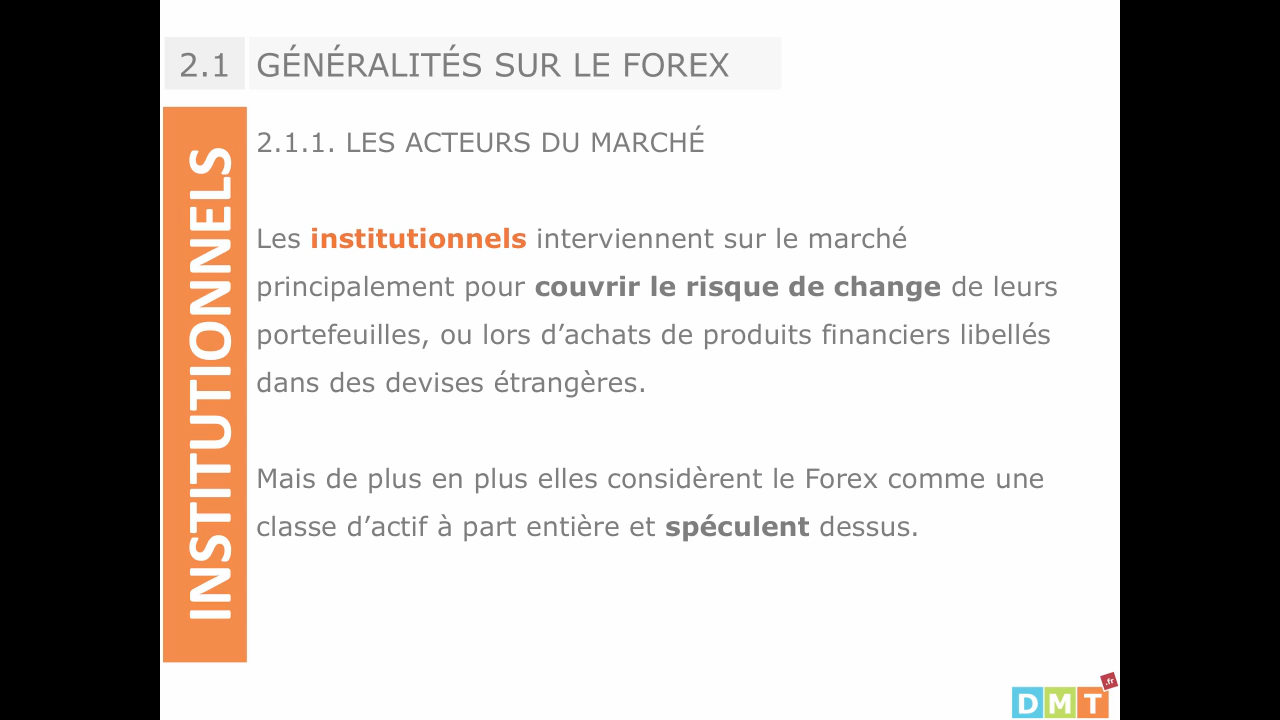 2.1 GÉNÉRALITÉS SUR LE FOREX
INSTITUTIONNELS
2.1.1. LES ACTEURS DU MARCHÉ
Les institutionnels interviennent sur le marché
principalement pour couvrir le risque de change de leurs
portefeuilles, ou lors d’achats de produits financiers libellés
dans des devises étrangères.
Mais de plus en plus elles considèrent le Forex comme une
classe d’actif à part entière et spéculent dessus.
DMT.fr